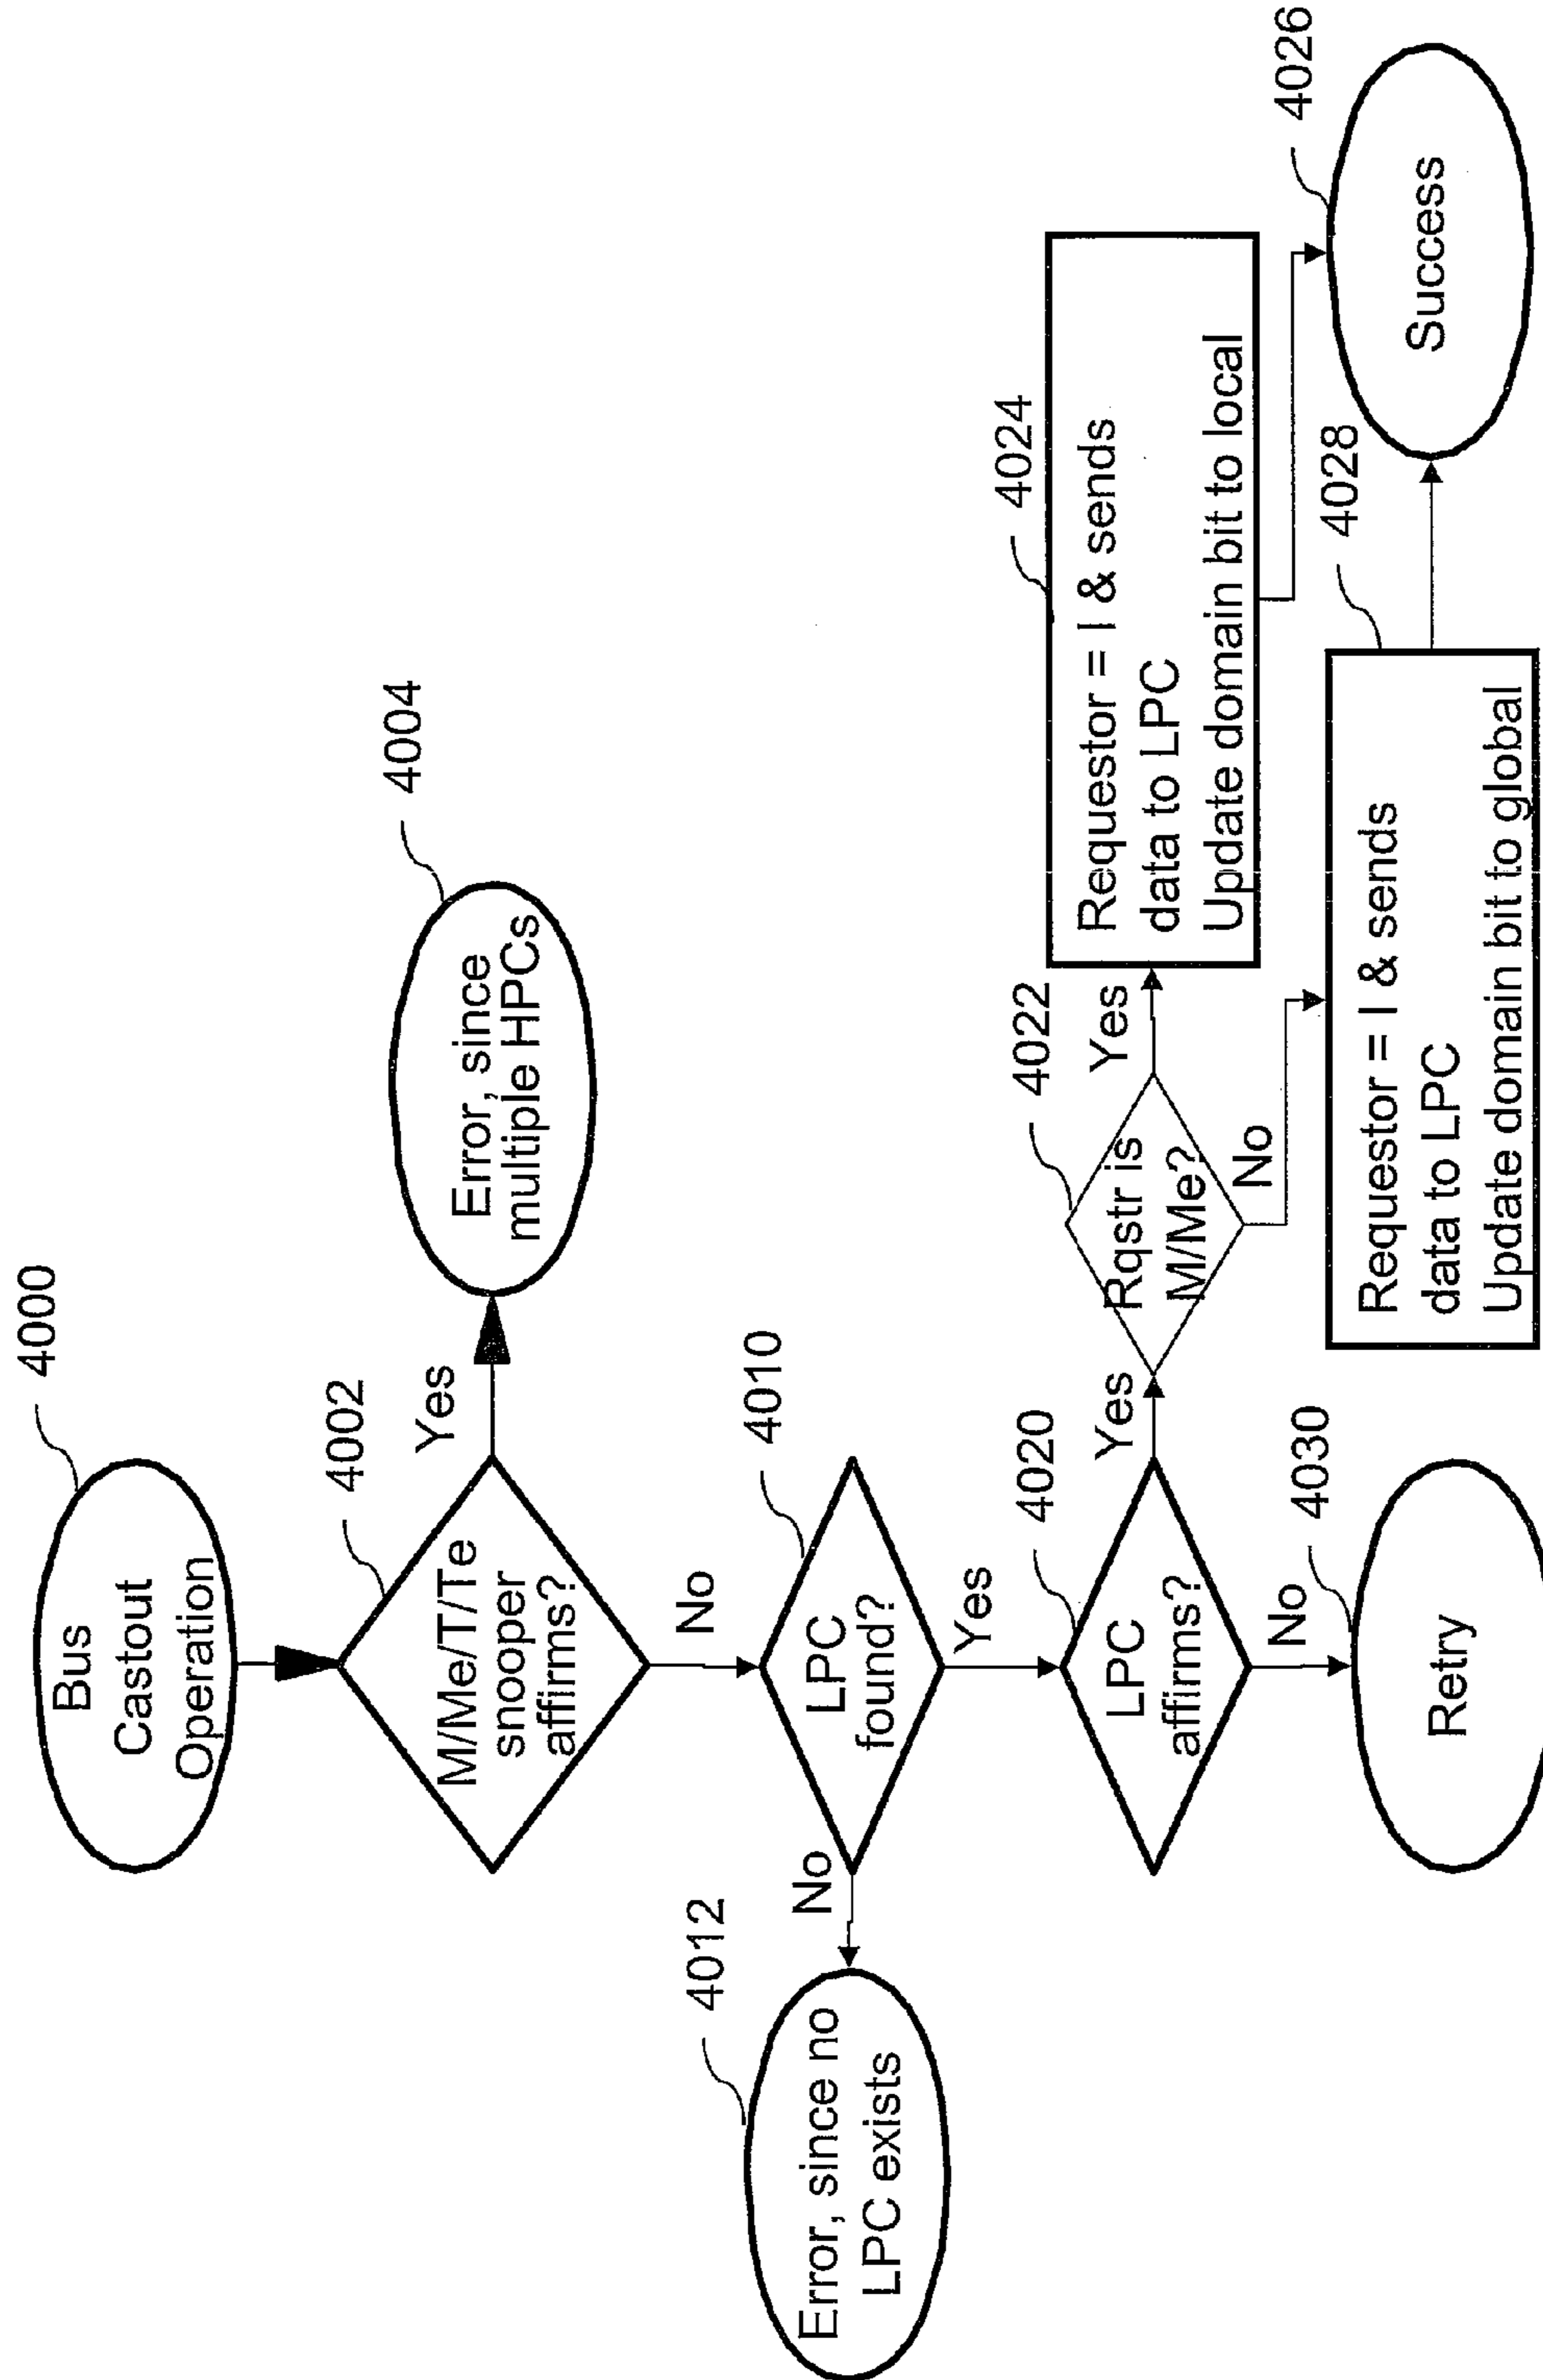 4000
Bus
Castout
Operation
4002
M/Me/T/Te
snooper
affirms?
Yes
4004
Error, since
multiple HPCs
No
4010
LPC
found?
No
4012
Error, since no
LPC exists
Yes
4020
LPC
affirms?
Yes
4022
Rqstr is
M/Me?
Yes
4024
Requestor = I & sends
data to LPC
Update domain bit to local
4026
Success
No
4028
Requestor = I & sends
data to LPC
Update domain bit to global
No
4030
Retry